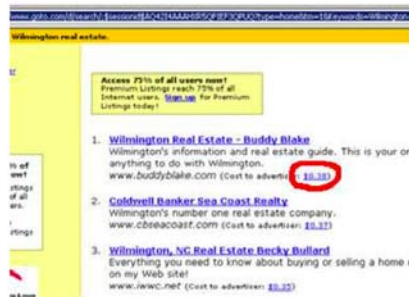 Wilmington real estate.
Access 75% of all users now!
Premium Listings reach 75% of all
Internet users. Sign up for Premium
Listings today!
1. Wilmington Real Estate - Buddy Blake
Wilmington's information and real estate guide. This is your on
anything to do with Wilmington.
www.buddyblake.com (Cost to advertiser: $0.38)
2. Coldwell Banker Sea Coast Realty
Wilmington's number one real estate company.
www.cbseacoast.com (Cost to advertiser: $0.37)
3. Wilmington, NC Real Estate Becky Bullard
Everything you need to know about buying or selling a home
on my Web site!
www.iwwc.net (Cost to advertiser: $0.35)